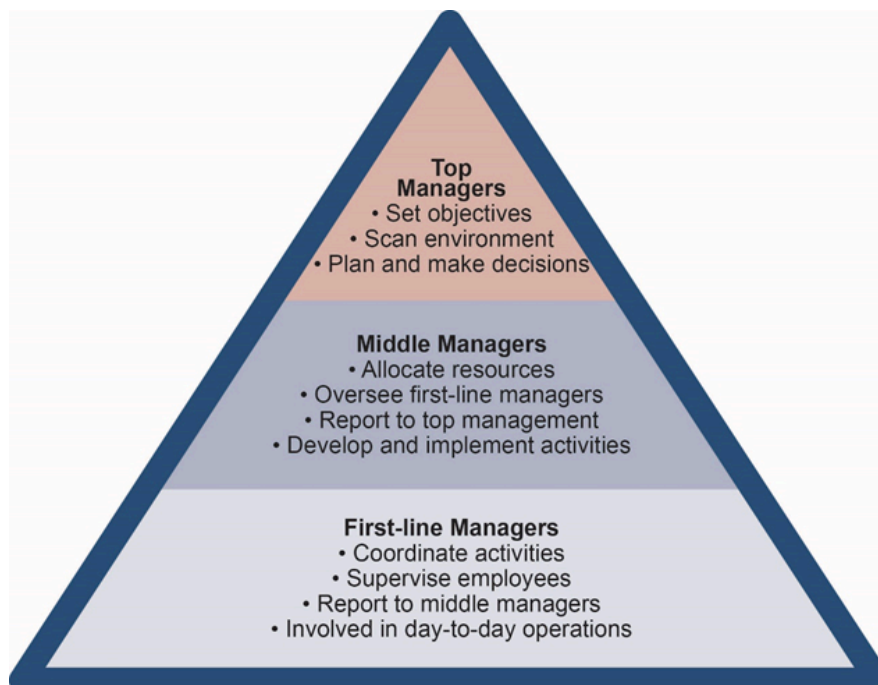 Top
Managers
• Set objectives
• Scan environment
• Plan and make decisions
Middle Managers
• Allocate resources
• Oversee first-line managers
• Report to top management
• Develop and implement activities
First-line Managers
• Coordinate activities
• Supervise employees
• Report to middle managers
• Involved in day-to-day operations